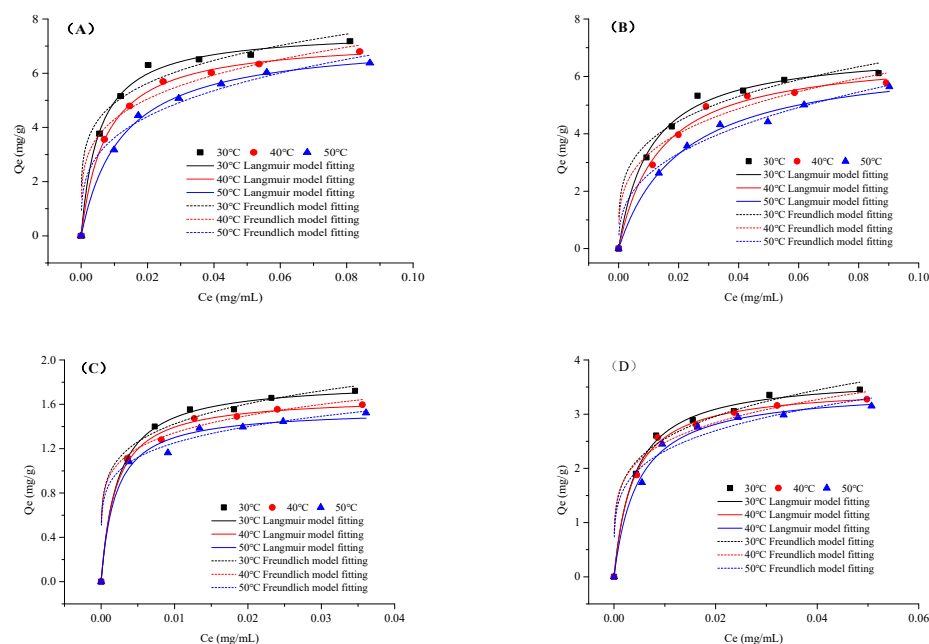 (A)
8
6
4
2
0
Qe (mg/g)
30℃ 40℃ 50℃
30℃ Langmuir model fitting
40℃ Langmuir model fitting
50℃ Langmuir model fitting
30℃ Freundlich model fitting
40℃ Freundlich model fitting
50℃ Freundlich model fitting
0.00 0.02 0.04 0.06 0.08 0.10
Ce (mg/mL)
(B)
8
6
4
2
0
Qe (mg/g)
30℃ 40℃ 50℃
30℃ Langmuir model fitting
40℃ Langmuir model fitting
50℃ Langmuir model fitting
30℃ Freundlich model fitting
40℃ Freundlich model fitting
50℃ Freundlich model fitting
0.00 0.02 0.04 0.06 0.08 0.10
Ce (mg/mL)
(C)
1.8
1.2
0.6
0.0
Qe (mg/g)
30℃ 40℃ 50℃
30℃ Langmuir model fitting
40℃ Langmuir model fitting
50℃ Langmuir model fitting
30℃ Freundlich model fitting
40℃ Freundlich model fitting
50℃ Freundlich model fitting
0.00 0.01 0.02 0.03 0.04
Ce (mg/mL)
(D)
4
3
2
1
0
Qe (mg/g)
30℃ 40℃ 50℃
30℃ Langmuir model fitting
40℃ Langmuir model fitting
40℃ Langmuir model fitting
30℃ Freundlich model fitting
40℃ Freundlich model fitting
50℃ Freundlich model fitting
0.00 0.02 0.04 0.06
Ce (mg/mL)